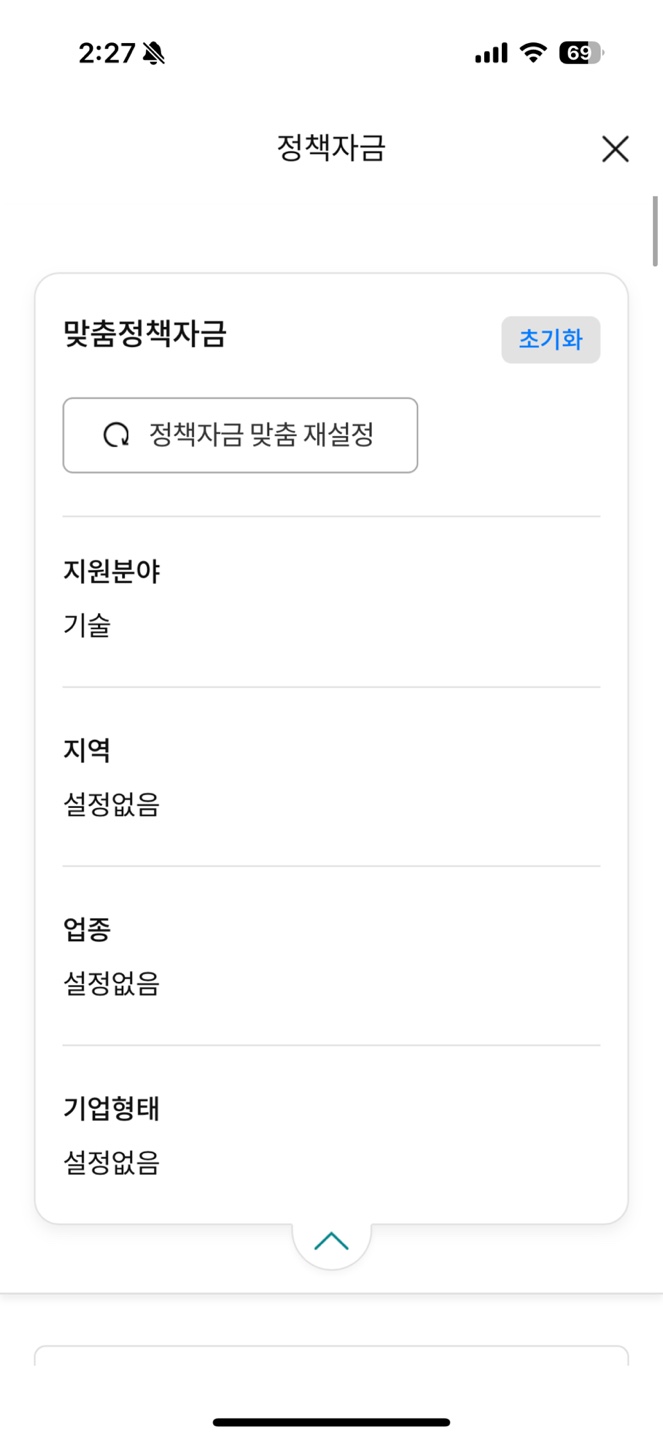 2:27
69
정책자금
맞춤정책자금
초기화
정책자금 맞춤 재설정
지원분야
기술
지역
설정없음
업종
설정없음
기업형태
설정없음